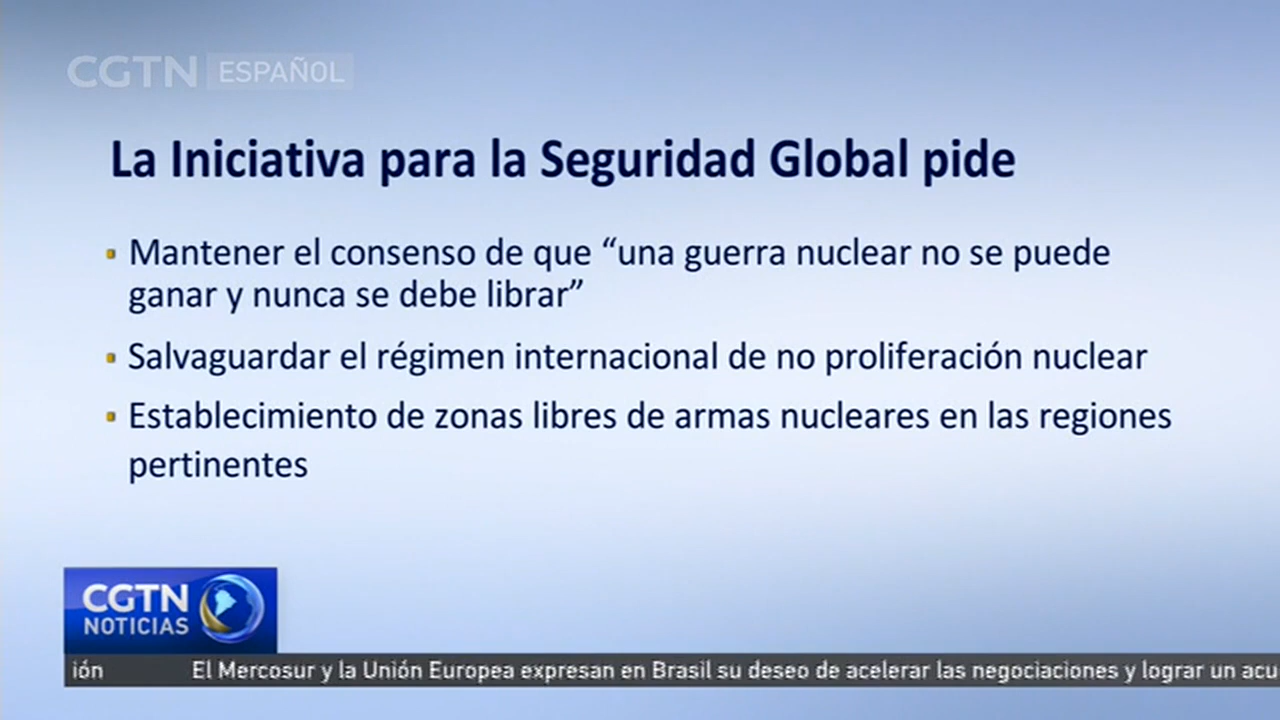 CGTN ESPAÑOL
La Iniciativa para la Seguridad Global pide
Mantener el consenso de que “una guerra nuclear no se puede
ganar y nunca se debe librar”
Salvaguardar el régimen internacional de no proliferación nuclear
Establecimiento de zonas libres de armas nucleares en las regiones
pertinentes
CGTN
NOTICIAS
ión El Mercosur y la Unión Europea expresan en Brasil su deseo de acelerar las negociaciones y lograr un acu